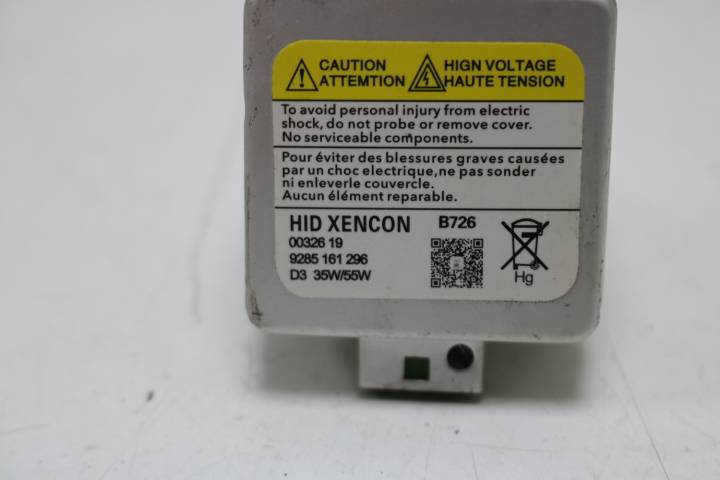 CAUTION
ATTEMTION
HIGN VOLTAGE
HAUTE TENSION
To avoid personal injury from electric
shock, do not probe or remove cover.
No serviceable components.
Pour éviter des blessures graves causées
par un choc electrique,ne pas sonder
ni enleverle couvercle.
Aucun élément reparable.
HID XENCON B726
00326 19
9285 161 296
D3 35W/55W
Hg